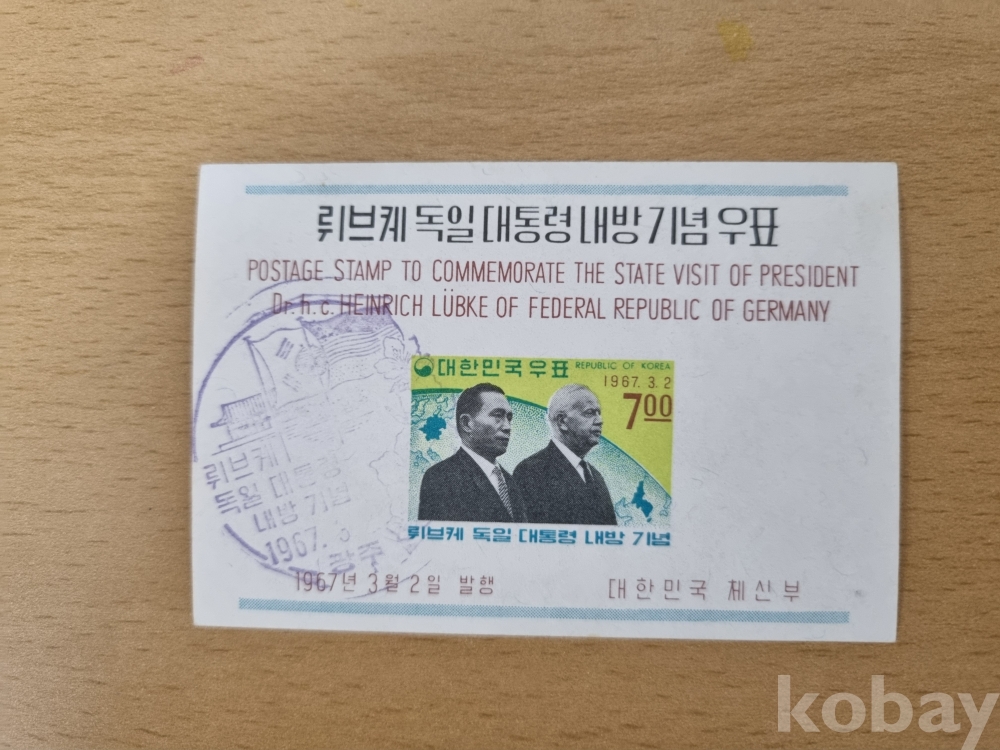 뤼브케 독일 대통령 내방 기념 우표
POSTAGE STAMP TO COMMEMORATE THE STATE VISIT OF PRESIDENT
Dr. h. c. HEINRICH LÜBKE OF FEDERAL REPUBLIC OF GERMANY
대한민국우표 REPUBLIC OF KOREA
1967. 3. 2
7.00
뤼브케 독일 대통령 내방 기념
뤼브케
독일 대통령
내방 기념
1967. 3
광주
1967년 3월 2일 발행
대한민국 체신부
kobay